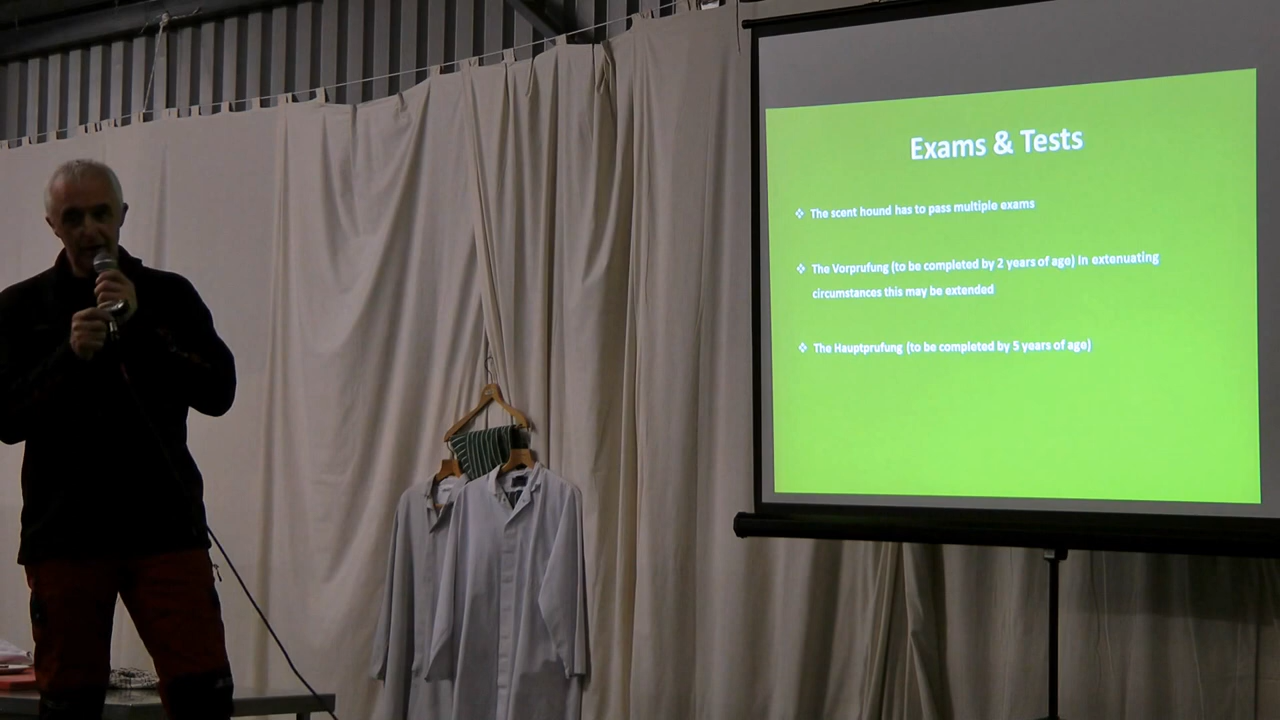 Exams & Tests
❖ The scent hound has to pass multiple exams
❖ The Vorprufung (to be completed by 2 years of age) In extenuating
circumstances this may be extended
❖ The Hauptprufung (to be completed by 5 years of age)